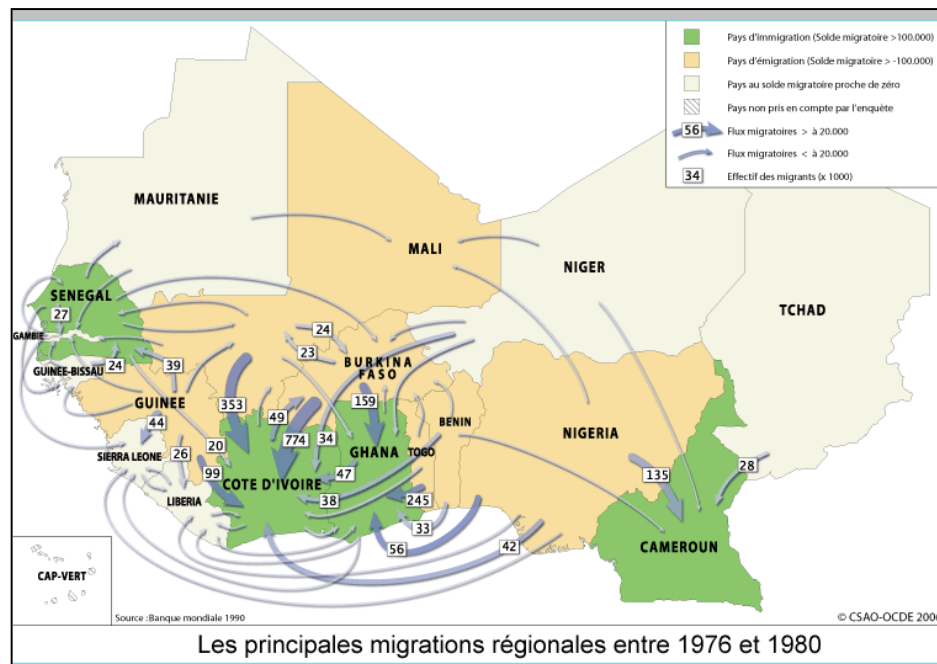 Pays d'immigration (Solde migratoire >100.000)
Pays d'émigration (Solde migratoire > -100.000)
Pays au solde migratoire proche de zéro
Pays non pris en compte par l'enquête
56 Flux migratoires > à 20.000
Flux migratoires < à 20.000
34 Effectif des migrants (x 1000)
MAURITANIE
MALI
NIGER
TCHAD
SENEGAL
27
GAMBIE
GUINEE-BISSAU
24
39
24
23
BURKINA
FASO
GUINEE
353
49
159
BENIN
NIGERIA
44
774
20
34
GHANA
TOGO
SIERRA LEONE
26
99
47
135
28
COTE D'IVOIRE
LIBERIA
38
245
33
56
42
CAMEROUN
CAP-VERT
Source : Banque mondiale 1990
© CSAO-OCDE 2006
Les principales migrations régionales entre 1976 et 1980